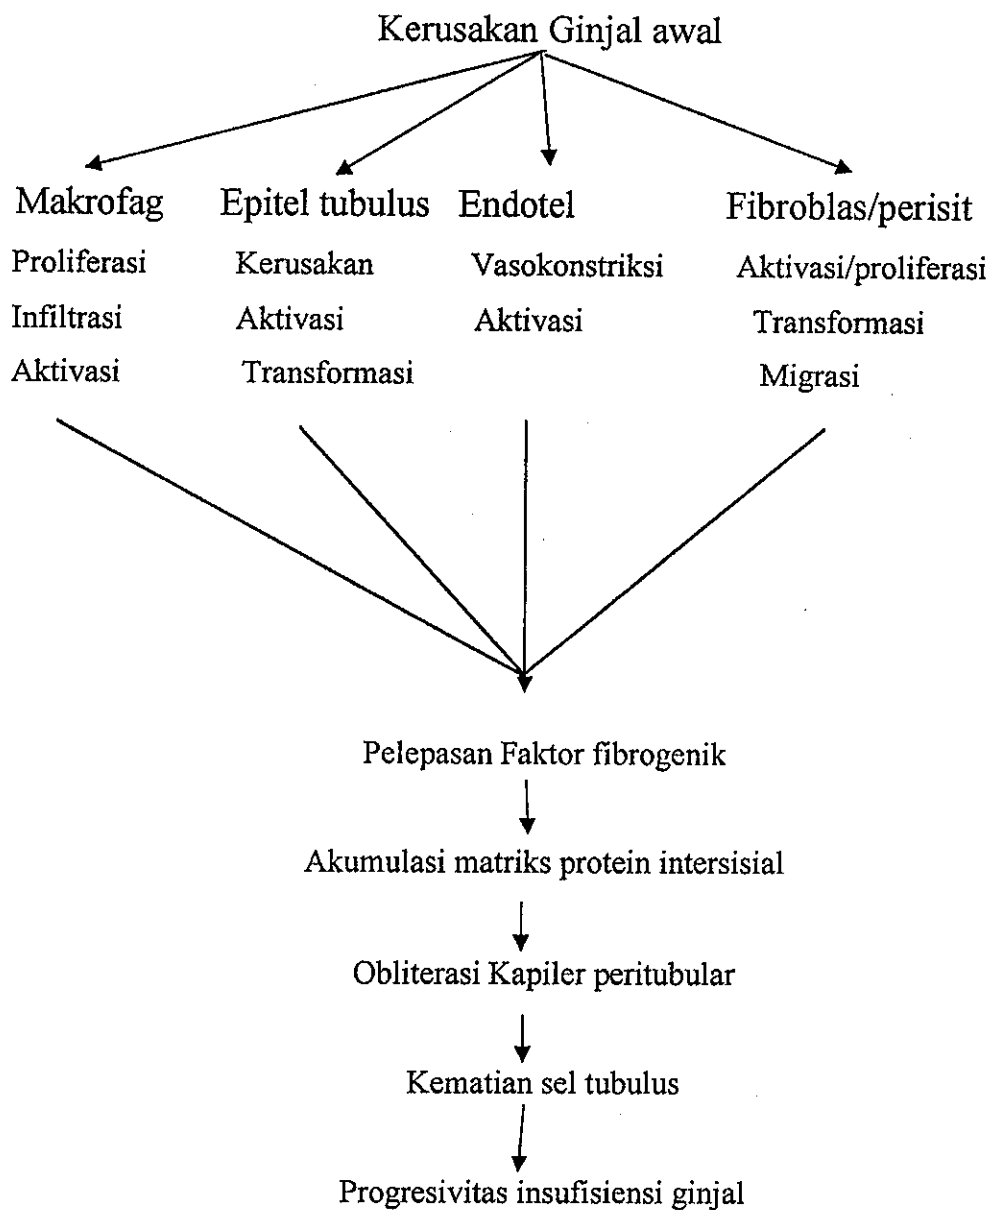 Kerusakan Ginjal awal
Makrofag Epitel tubulus Endotel Fibroblas/perisit
Proliferasi Kerusakan Vasokonstriksi Aktivasi/proliferasi
Infiltrasi Aktivasi Aktivasi Transformasi
Aktivasi Transformasi Migrasi
Pelepasan Faktor fibrogenik
Akumulasi matriks protein intersisial
Obliterasi Kapiler peritubular
Kematian sel tubulus
Progresivitas insufisiensi ginjal